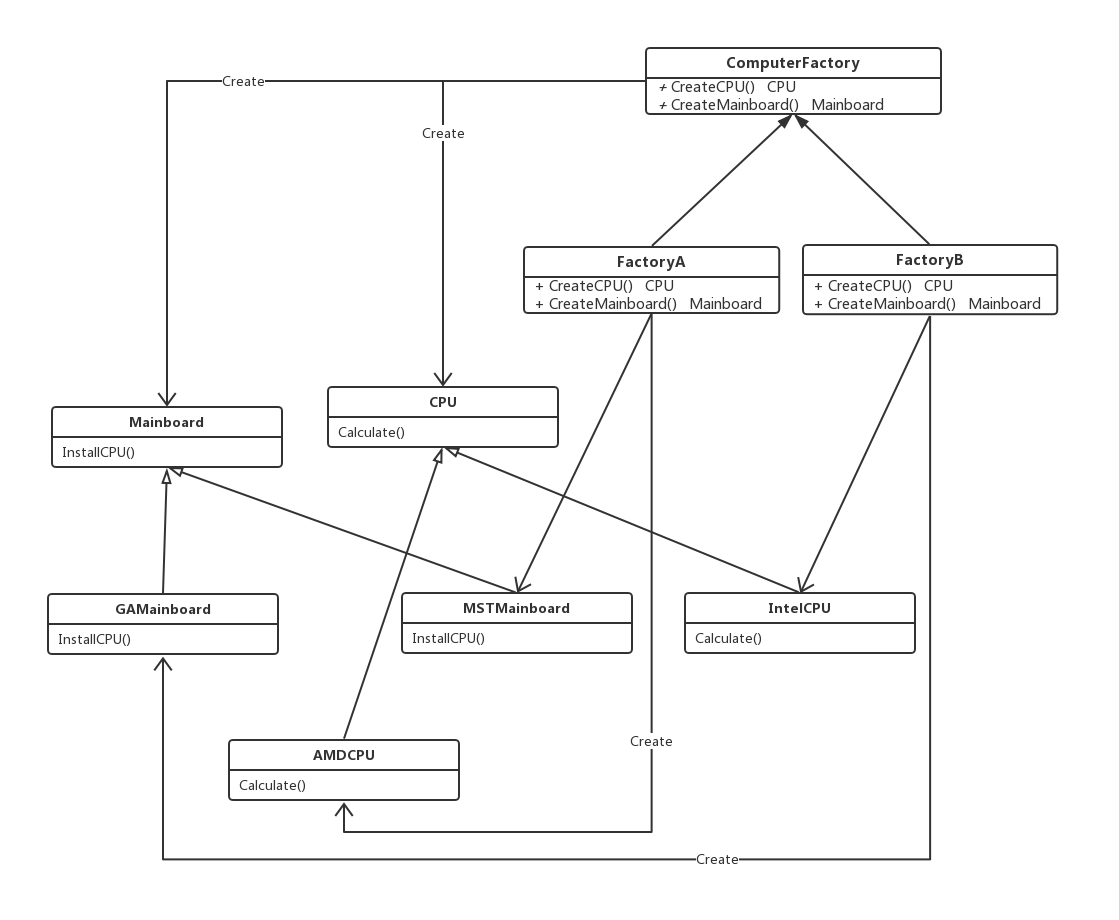 ComputerFactory
+ CreateCPU() CPU
+ CreateMainboard() Mainboard
Create
Create
FactoryA
+ CreateCPU() CPU
+ CreateMainboard() Mainboard
FactoryB
+ CreateCPU() CPU
+ CreateMainboard() Mainboard
Mainboard
InstallCPU()
CPU
Calculate()
GAMainboard
InstallCPU()
MSTMainboard
InstallCPU()
IntelCPU
Calculate()
AMDCPU
Calculate()
Create
Create